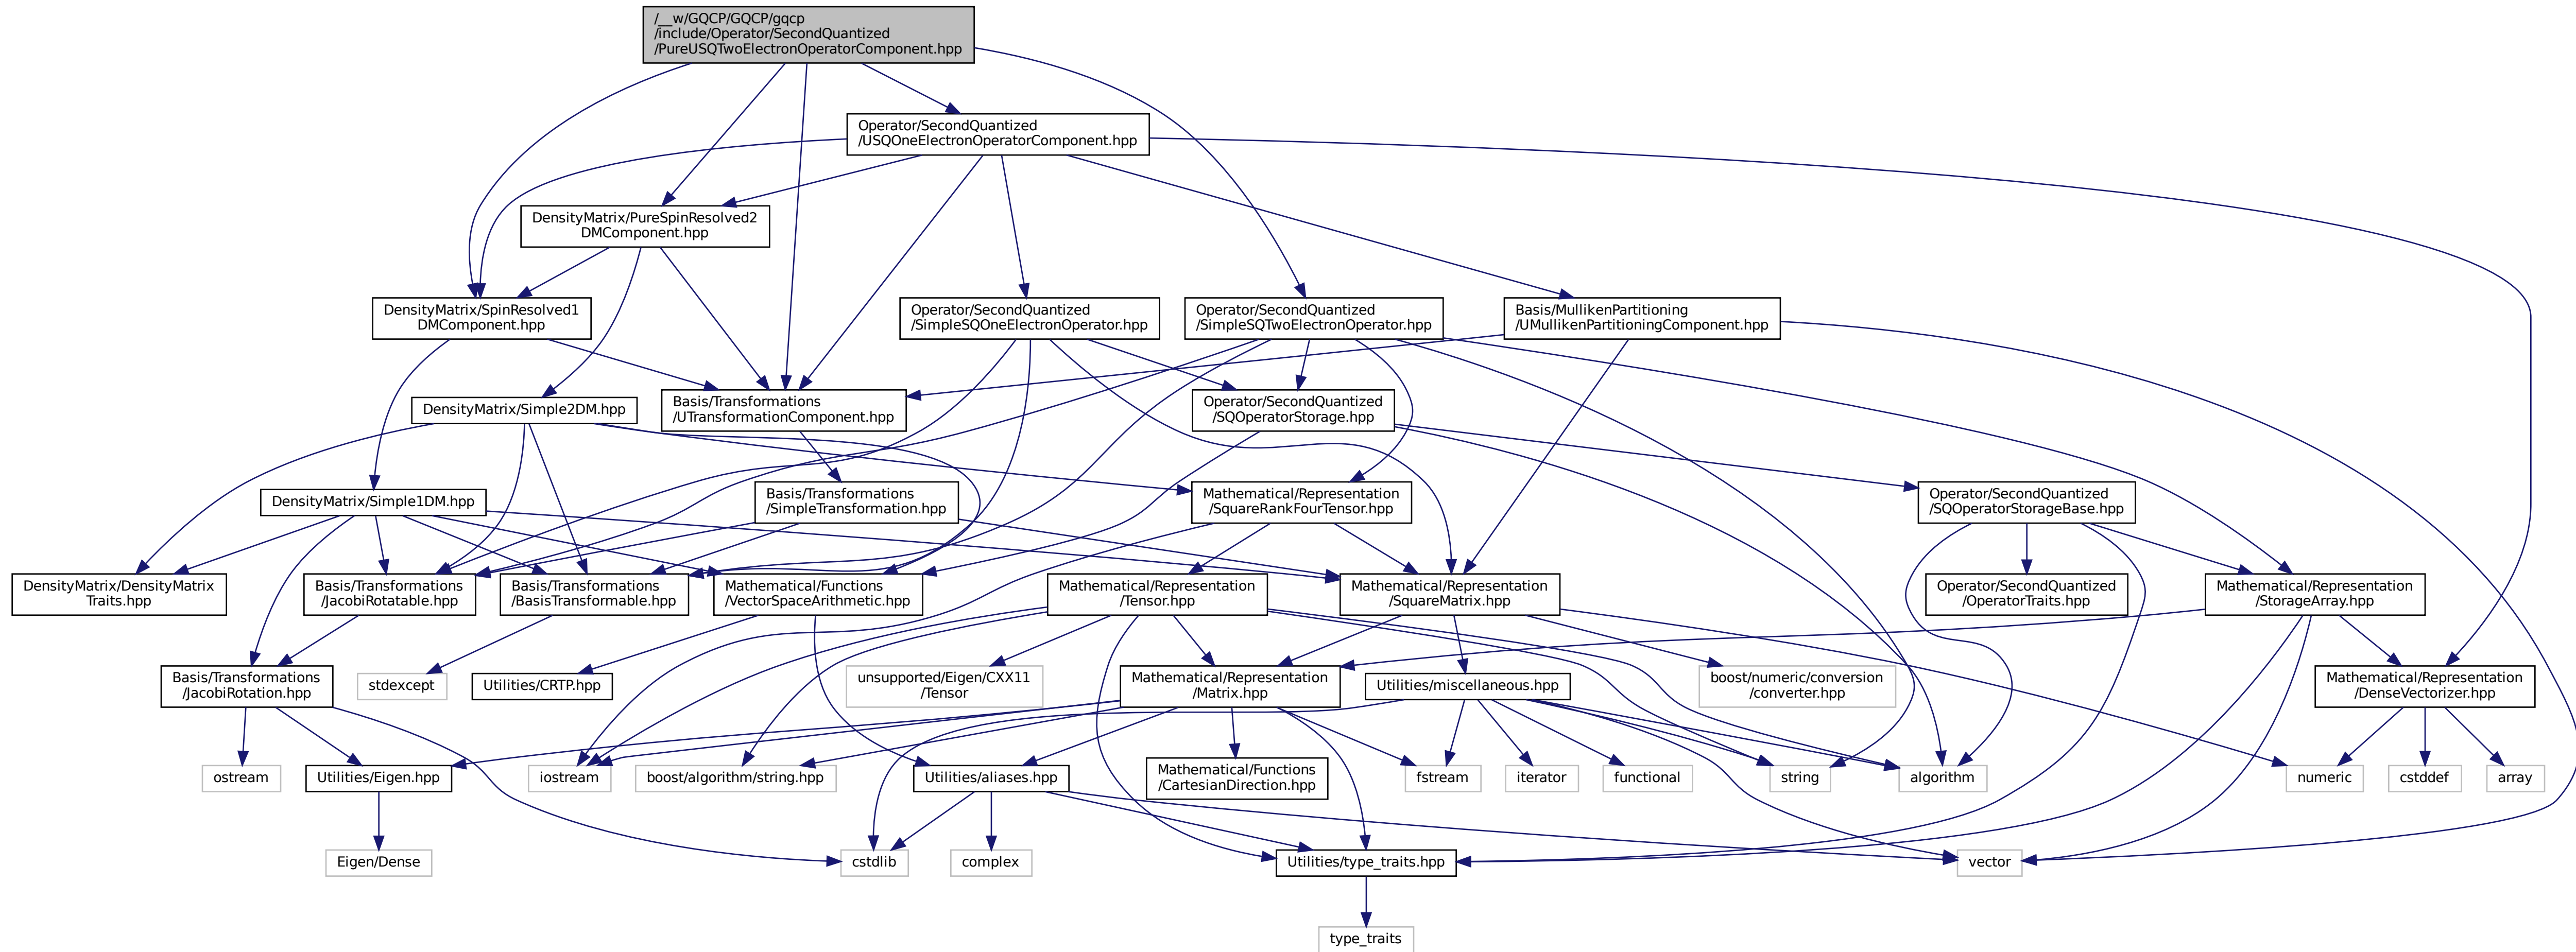 /__w/GQCP/GQCP/gqcp
/include/Operator/SecondQuantized
/PureUSQTwoElectronOperatorComponent.hpp
Operator/SecondQuantized
/USQOneElectronOperatorComponent.hpp
DensityMatrix/PureSpinResolved2
DMComponent.hpp
DensityMatrix/SpinResolved1
DMComponent.hpp
Operator/SecondQuantized
/SimpleSQOneElectronOperator.hpp
Operator/SecondQuantized
/SimpleSQTwoElectronOperator.hpp
Basis/MullikenPartitioning
/UMullikenPartitioningComponent.hpp
DensityMatrix/Simple2DM.hpp
Basis/Transformations
/UTransformationComponent.hpp
Operator/SecondQuantized
/SQOperatorStorage.hpp
DensityMatrix/Simple1DM.hpp
Basis/Transformations
/SimpleTransformation.hpp
Mathematical/Representation
/SquareRankFourTensor.hpp
Operator/SecondQuantized
/SQOperatorStorageBase.hpp
DensityMatrix/DensityMatrix
Traits.hpp
Basis/Transformations
/JacobiRotatable.hpp
Basis/Transformations
/BasisTransformable.hpp
Mathematical/Functions
/VectorSpaceArithmetic.hpp
Mathematical/Representation
/Tensor.hpp
Mathematical/Representation
/SquareMatrix.hpp
Operator/SecondQuantized
/OperatorTraits.hpp
Mathematical/Representation
/StorageArray.hpp
Basis/Transformations
/JacobiRotation.hpp
stdexcept
Utilities/CRTP.hpp
unsupported/Eigen/CXX11
/Tensor
Mathematical/Representation
/Matrix.hpp
Utilities/miscellaneous.hpp
boost/numeric/conversion
/converter.hpp
Mathematical/Representation
/DenseVectorizer.hpp
ostream
Utilities/Eigen.hpp
iostream
boost/algorithm/string.hpp
Utilities/aliases.hpp
Mathematical/Functions
/CartesianDirection.hpp
fstream
iterator
functional
string
algorithm
numeric
cstddef
array
Eigen/Dense
cstdlib
complex
Utilities/type_traits.hpp
vector
type_traits